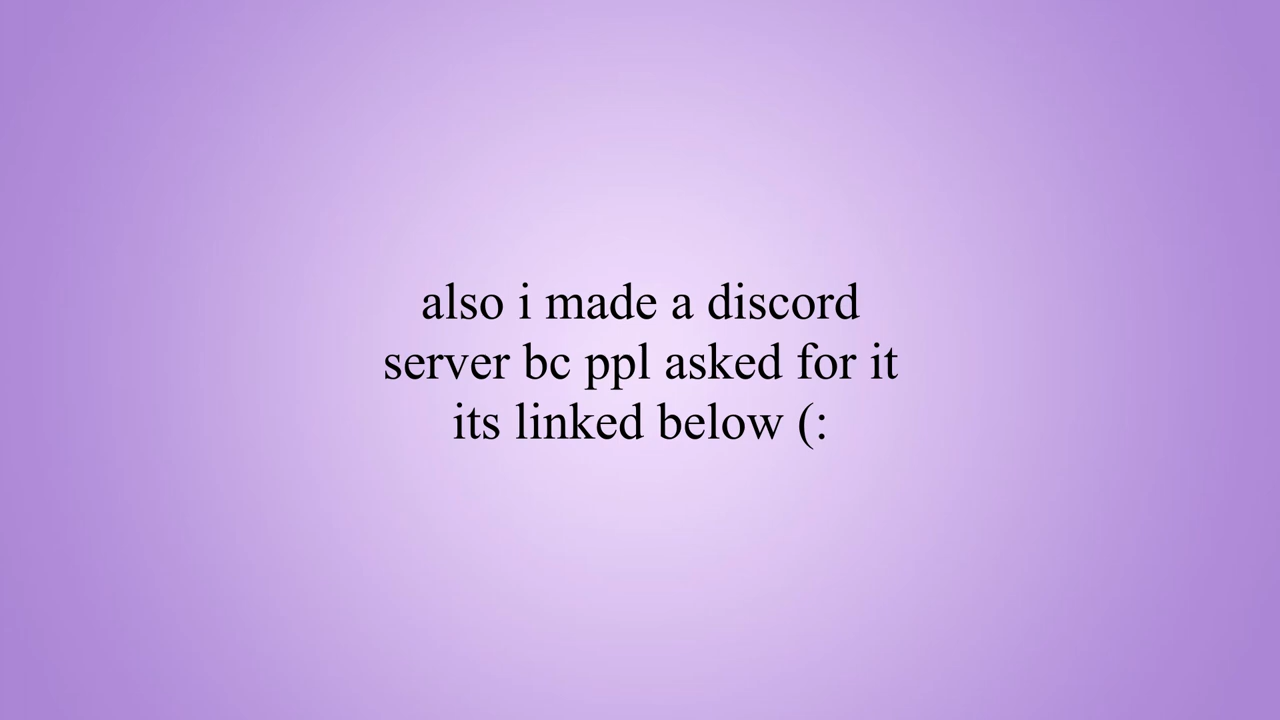 also i made a discord
server bc ppl asked for it
its linked below (: